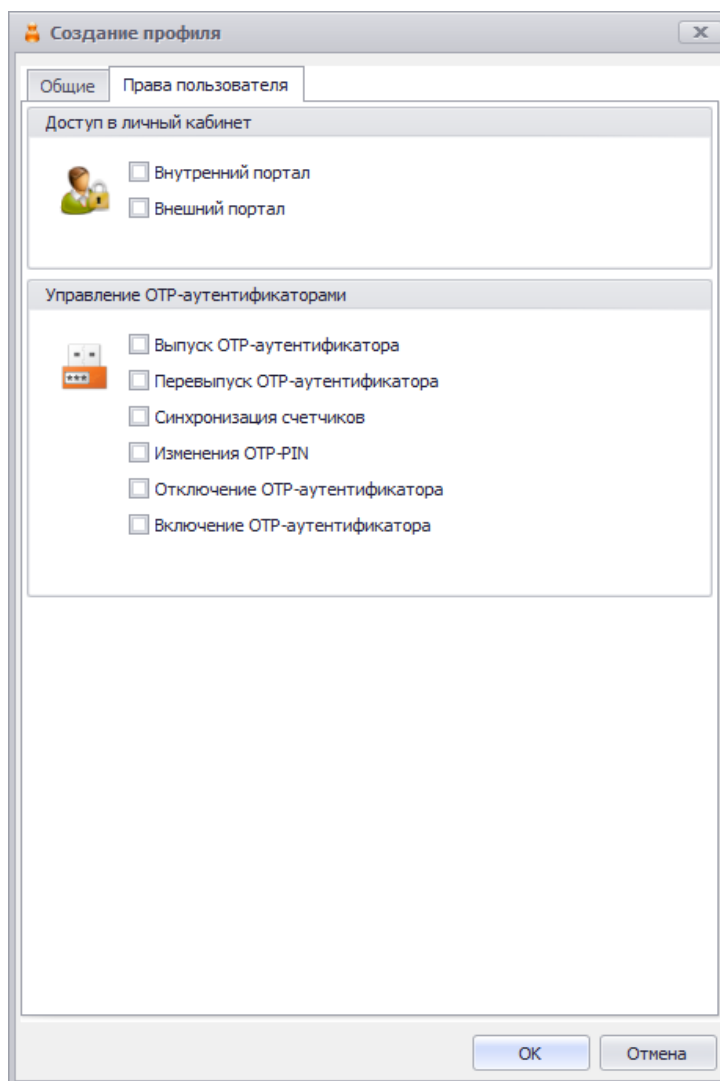 Создание профиля
Общие
Права пользователя
Доступ в личный кабинет
Внутренний портал
Внешний портал
Управление OTP-аутентификаторами
Выпуск OTP-аутентификатора
Перевыпуск OTP-аутентификатора
Синхронизация счетчиков
Изменения OTP-PIN
Отключение OTP-аутентификатора
Включение OTP-аутентификатора
OK
Отмена